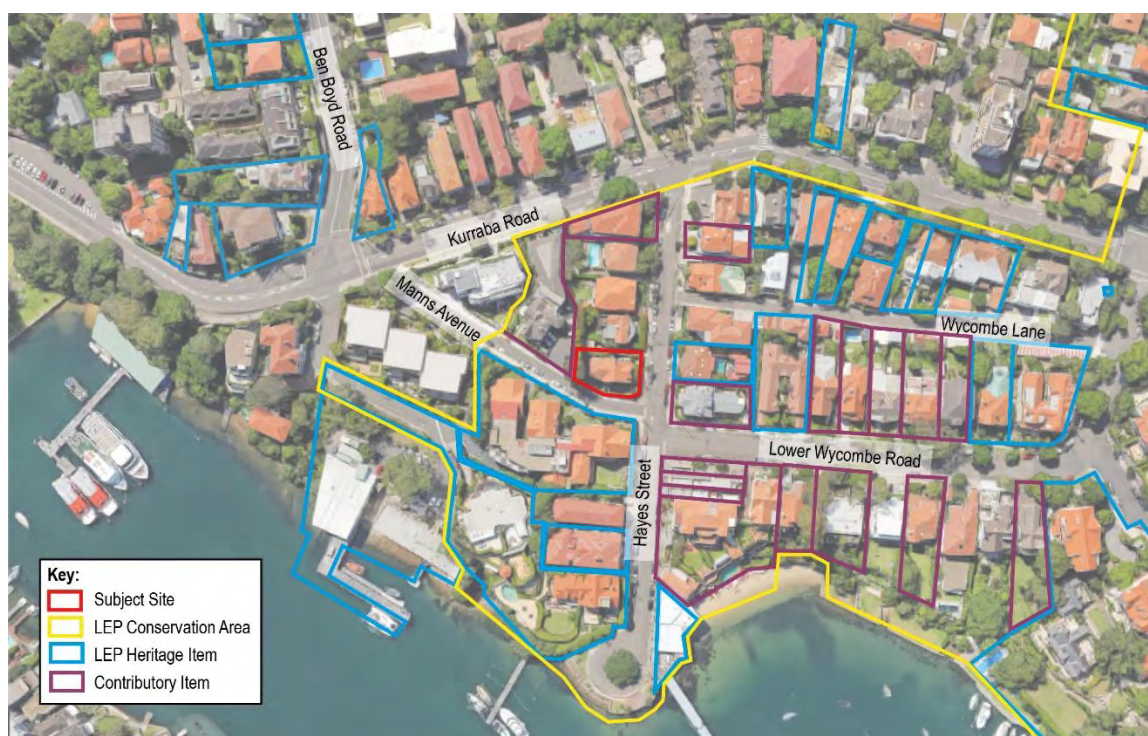 Ben Boyd Road
Kurraba Road
Manns Avenue
Wycombe Lane
Lower Wycombe Road
Hayes Street
Key:
Subject Site
LEP Conservation Area
LEP Heritage Item
Contributory Item